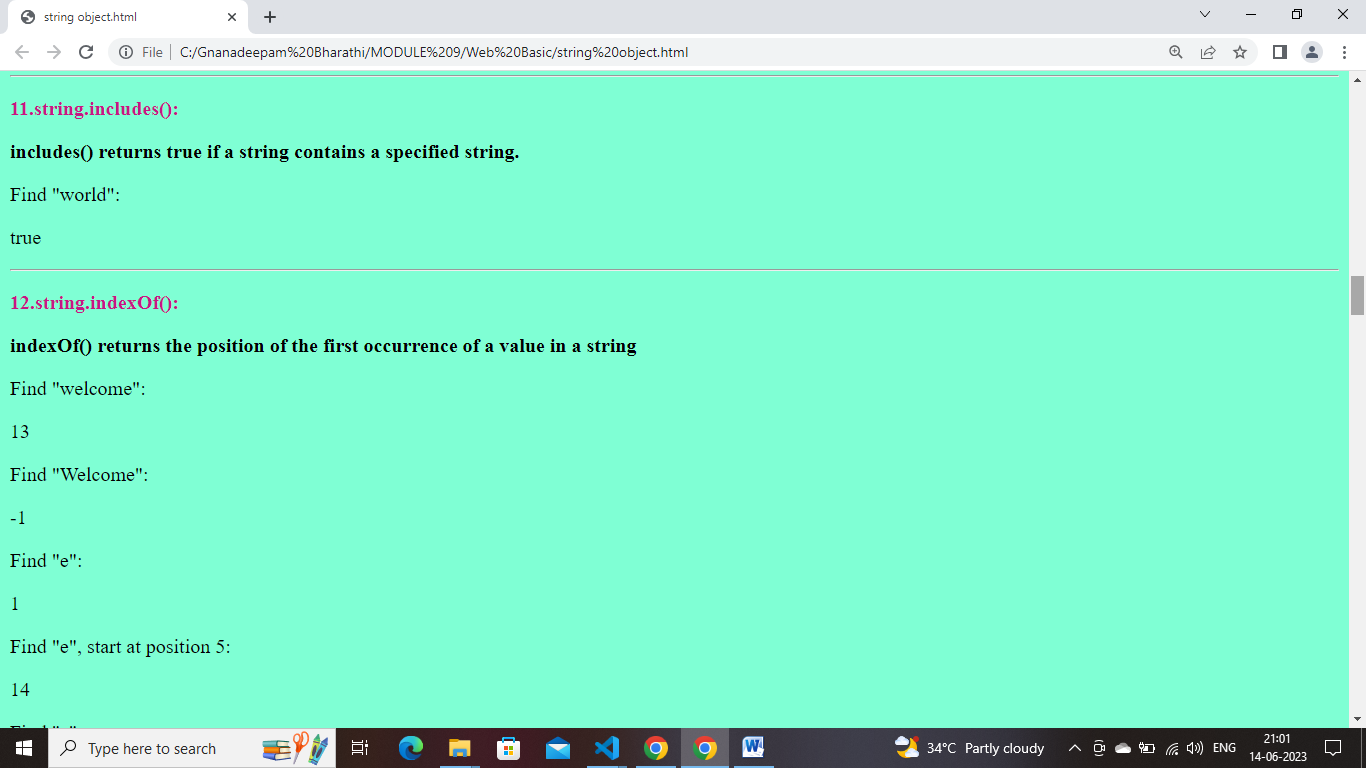 string object.html
File
C:/Gnanadeepam%20Bharathi/MODULE%209/Web%20Basic/string%20object.html
11.string.includes():
includes() returns true if a string contains a specified string.
Find "world":
true
12.string.indexOf():
indexOf() returns the position of the first occurrence of a value in a string
Find "welcome":
13
Find "Welcome":
-1
Find "e":
1
Find "e", start at position 5:
14
Type here to search
34°C Partly cloudy
ENG
21:01
14-06-2023